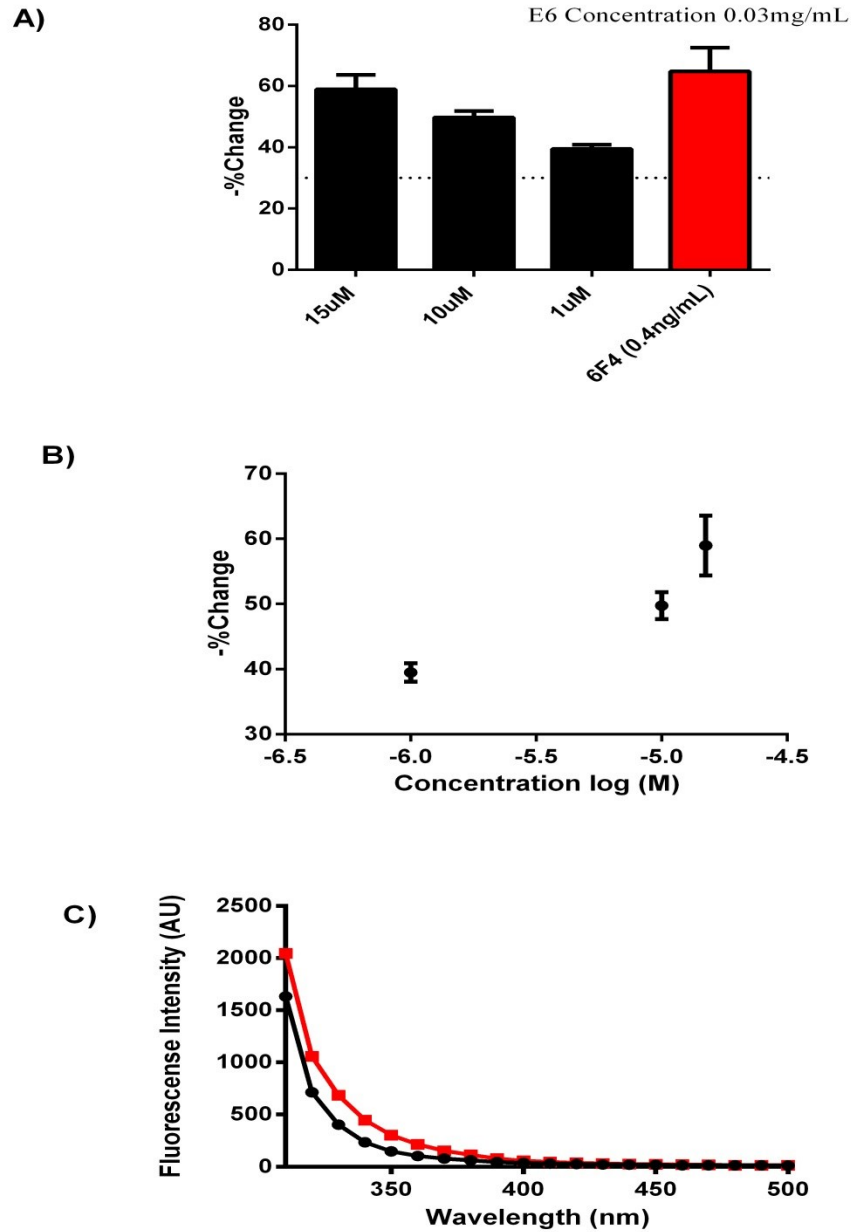 A)
E6 Concentration 0.03mg/mL
-%Change
80
60
40
20
0
15uM
10uM
1uM
6F4 (0.4ng/mL)
B)
-%Change
70
60
50
40
30
-6.5 -6.0 -5.5 -5.0 -4.5
Concentration log (M)
C)
Fluorescense Intensity (AU)
2500
2000
1500
1000
500
0
350 400 450 500
Wavelength (nm)